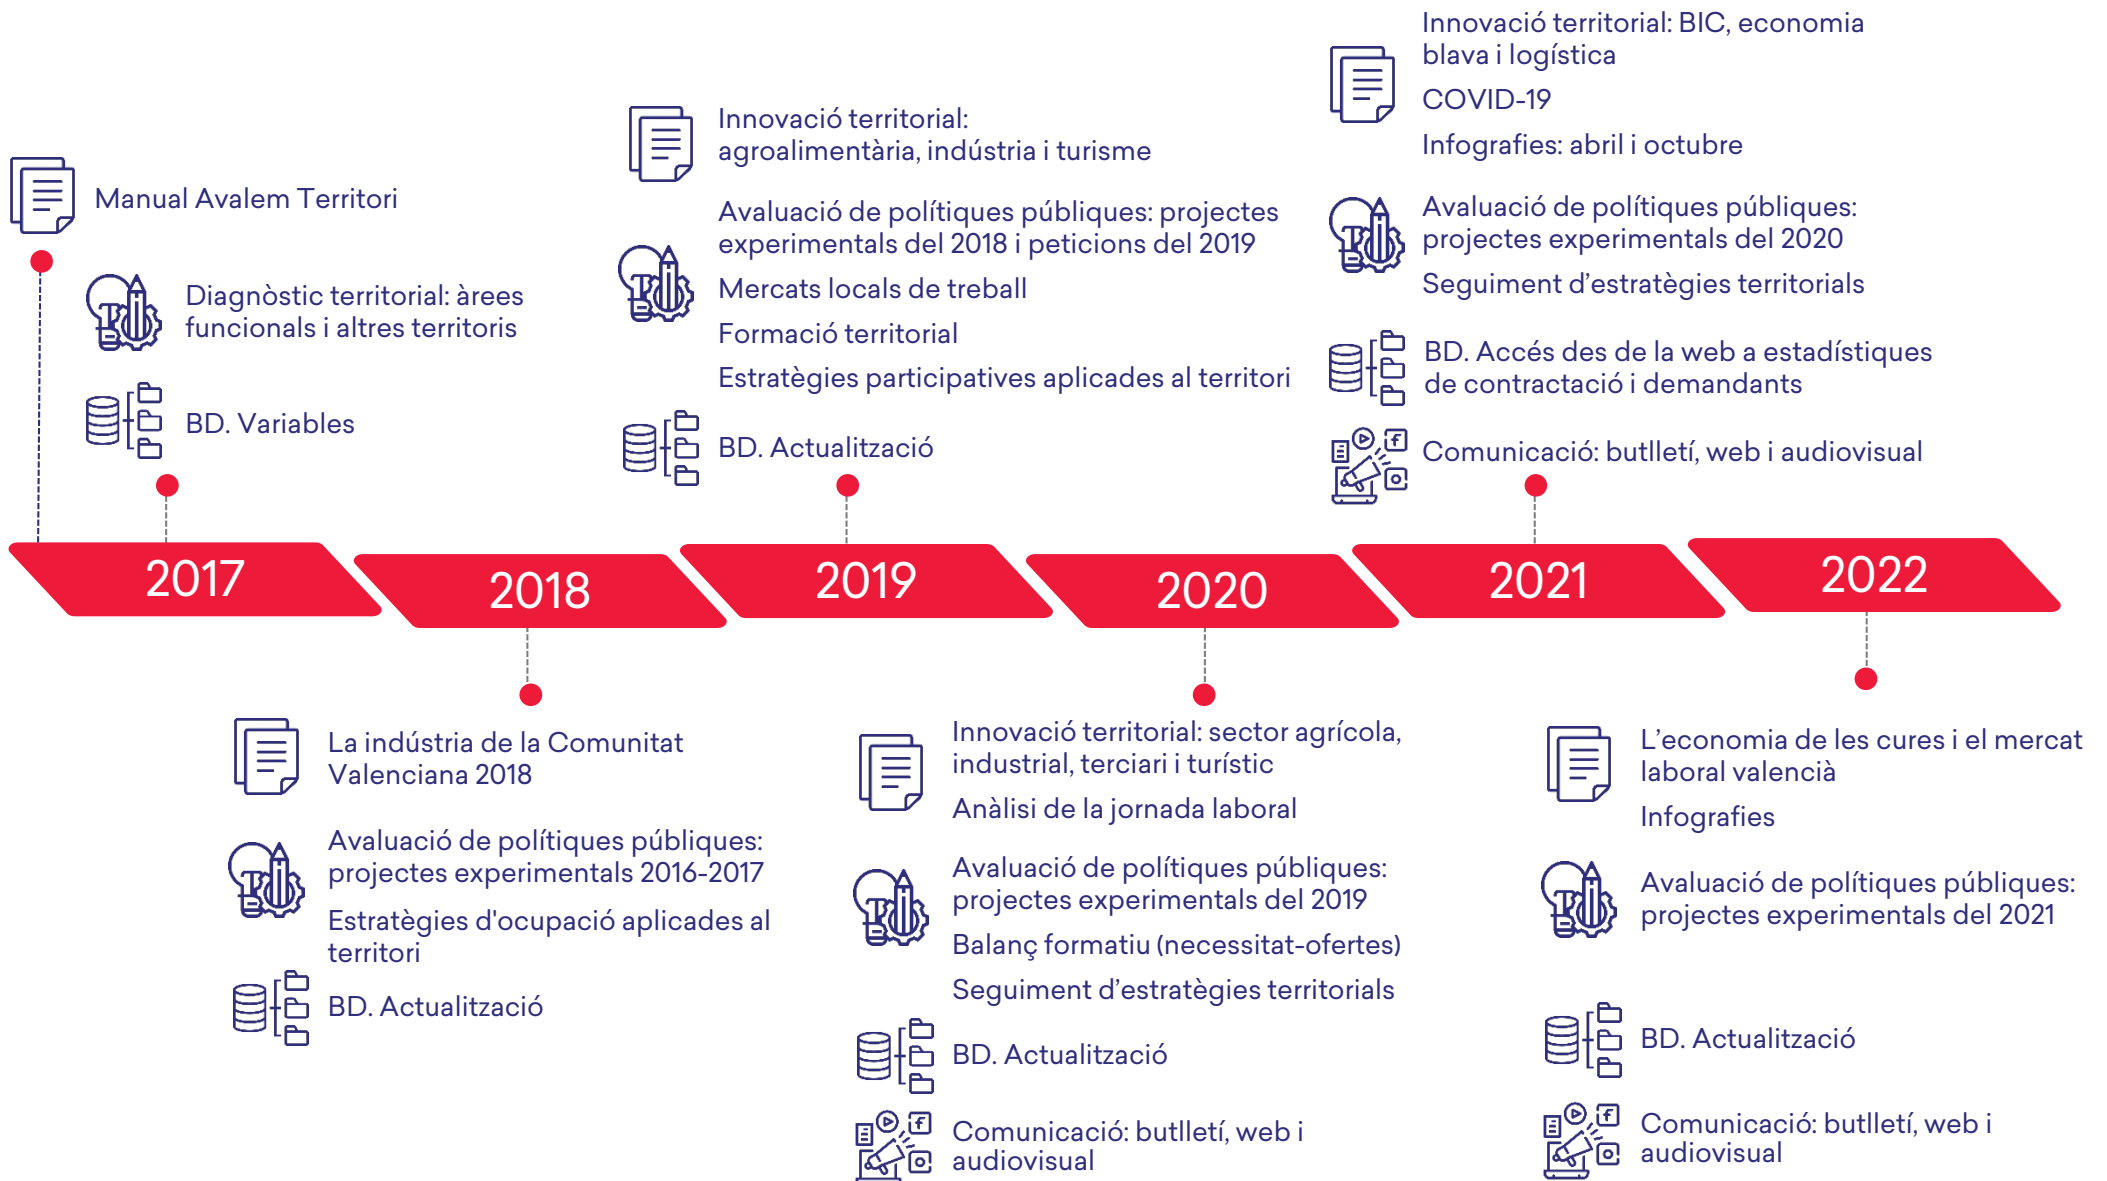 Manual Avalem Territori
Diagnòstic territorial: àrees
funcionals i altres territoris
BD. Variables
2017
La indústria de la Comunitat
Valenciana 2018
Avaluació de polítiques públiques:
projectes experimentals 2016-2017
Estratègies d'ocupació aplicades al
territori
BD. Actualització
2018
Innovació territorial:
agroalimentària, indústria i turisme
Avaluació de polítiques públiques: projectes
experimentals del 2018 i peticions del 2019
Mercats locals de treball
Formació territorial
Estratègies participatives aplicades al territori
BD. Actualització
2019
Innovació territorial: sector agrícola,
industrial, terciari i turístic
Anàlisi de la jornada laboral
Avaluació de polítiques públiques:
projectes experimentals del 2019
Balanç formatiu (necessitat-ofertes)
Seguiment d’estratègies territorials
BD. Actualització
Comunicació: butlletí, web i
audiovisual
2020
Innovació territorial: BIC, economia
blava i logística
COVID-19
Infografies: abril i octubre
Avaluació de polítiques públiques:
projectes experimentals del 2020
Seguiment d’estratègies territorials
BD. Accés des de la web a estadístiques
de contractació i demandants
Comunicació: butlletí, web i audiovisual
2021
L’economia de les cures i el mercat
laboral valencià
Infografies
Avaluació de polítiques públiques:
projectes experimentals del 2021
BD. Actualització
Comunicació: butlletí, web i
audiovisual
2022